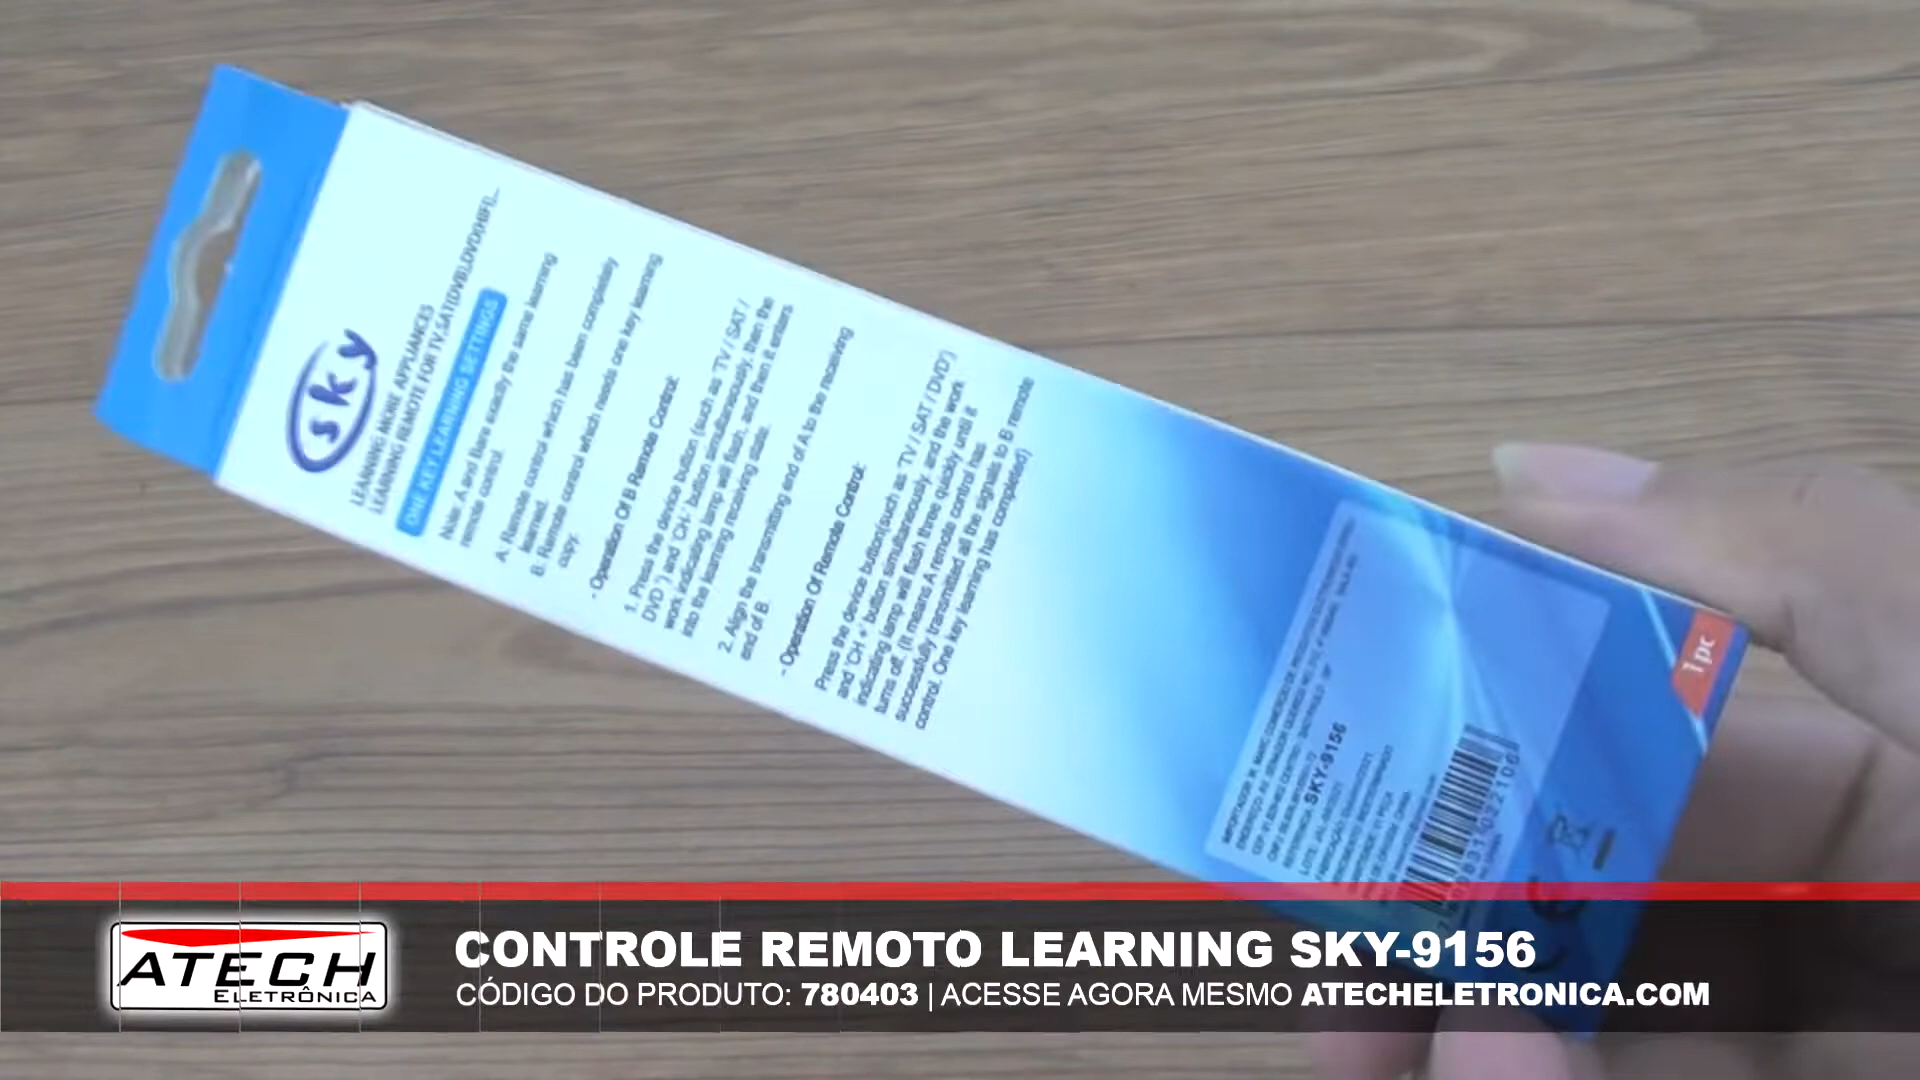 sky
LEARNING MORE APPLIANCES
LEARNING REMOTE FOR TV,SAT(DVB),DVD(HIFI)...
ONE KEY LEARNING SETTINGS
Note: A and B are exactly the same learning
remote control.
A. Remote control which has been completely
learned.
B. Remote control which needs one key learning
copy.
- Operation Of B Remote Control:
1. Press the device button (such as 'TV / SAT /
DVD ') and 'CH-' button simultaneously, then the
work indicating lamp will flash, and then it enters
into the learning receiving state.
2. Align the transmitting end of A to the receiving
end of B.
- Operation Of Remote Control:
Press the device button(such as 'TV / SAT / DVD')
and 'CH +' button simultaneously, and the work
indicating lamp will flash three quickly until it
turns off. (It means A remote control has
successfully transmitted all the signals to B remote
control. One key learning has completed)
SKY-9156
1pc
ATECH
ELETRÔNICA
CONTROLE REMOTO LEARNING SKY-9156
CÓDIGO DO PRODUTO: 780403 | ACESSE AGORA MESMO ATECHELETRONICA.COM